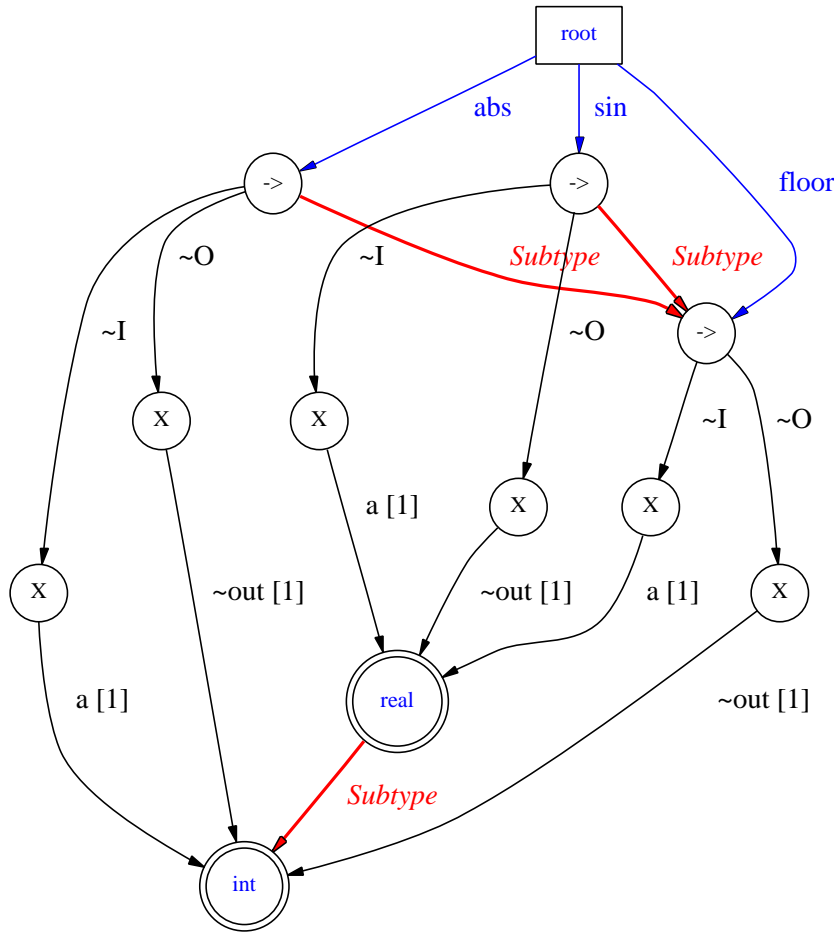 root
abs
sin
floor
->
->
~O
~I
Subtype
Subtype
~I
~O
->
X
X
~I
~O
a [1]
X
X
X
~out [1]
~out [1]
a [1]
X
a [1]
real
~out [1]
Subtype
int